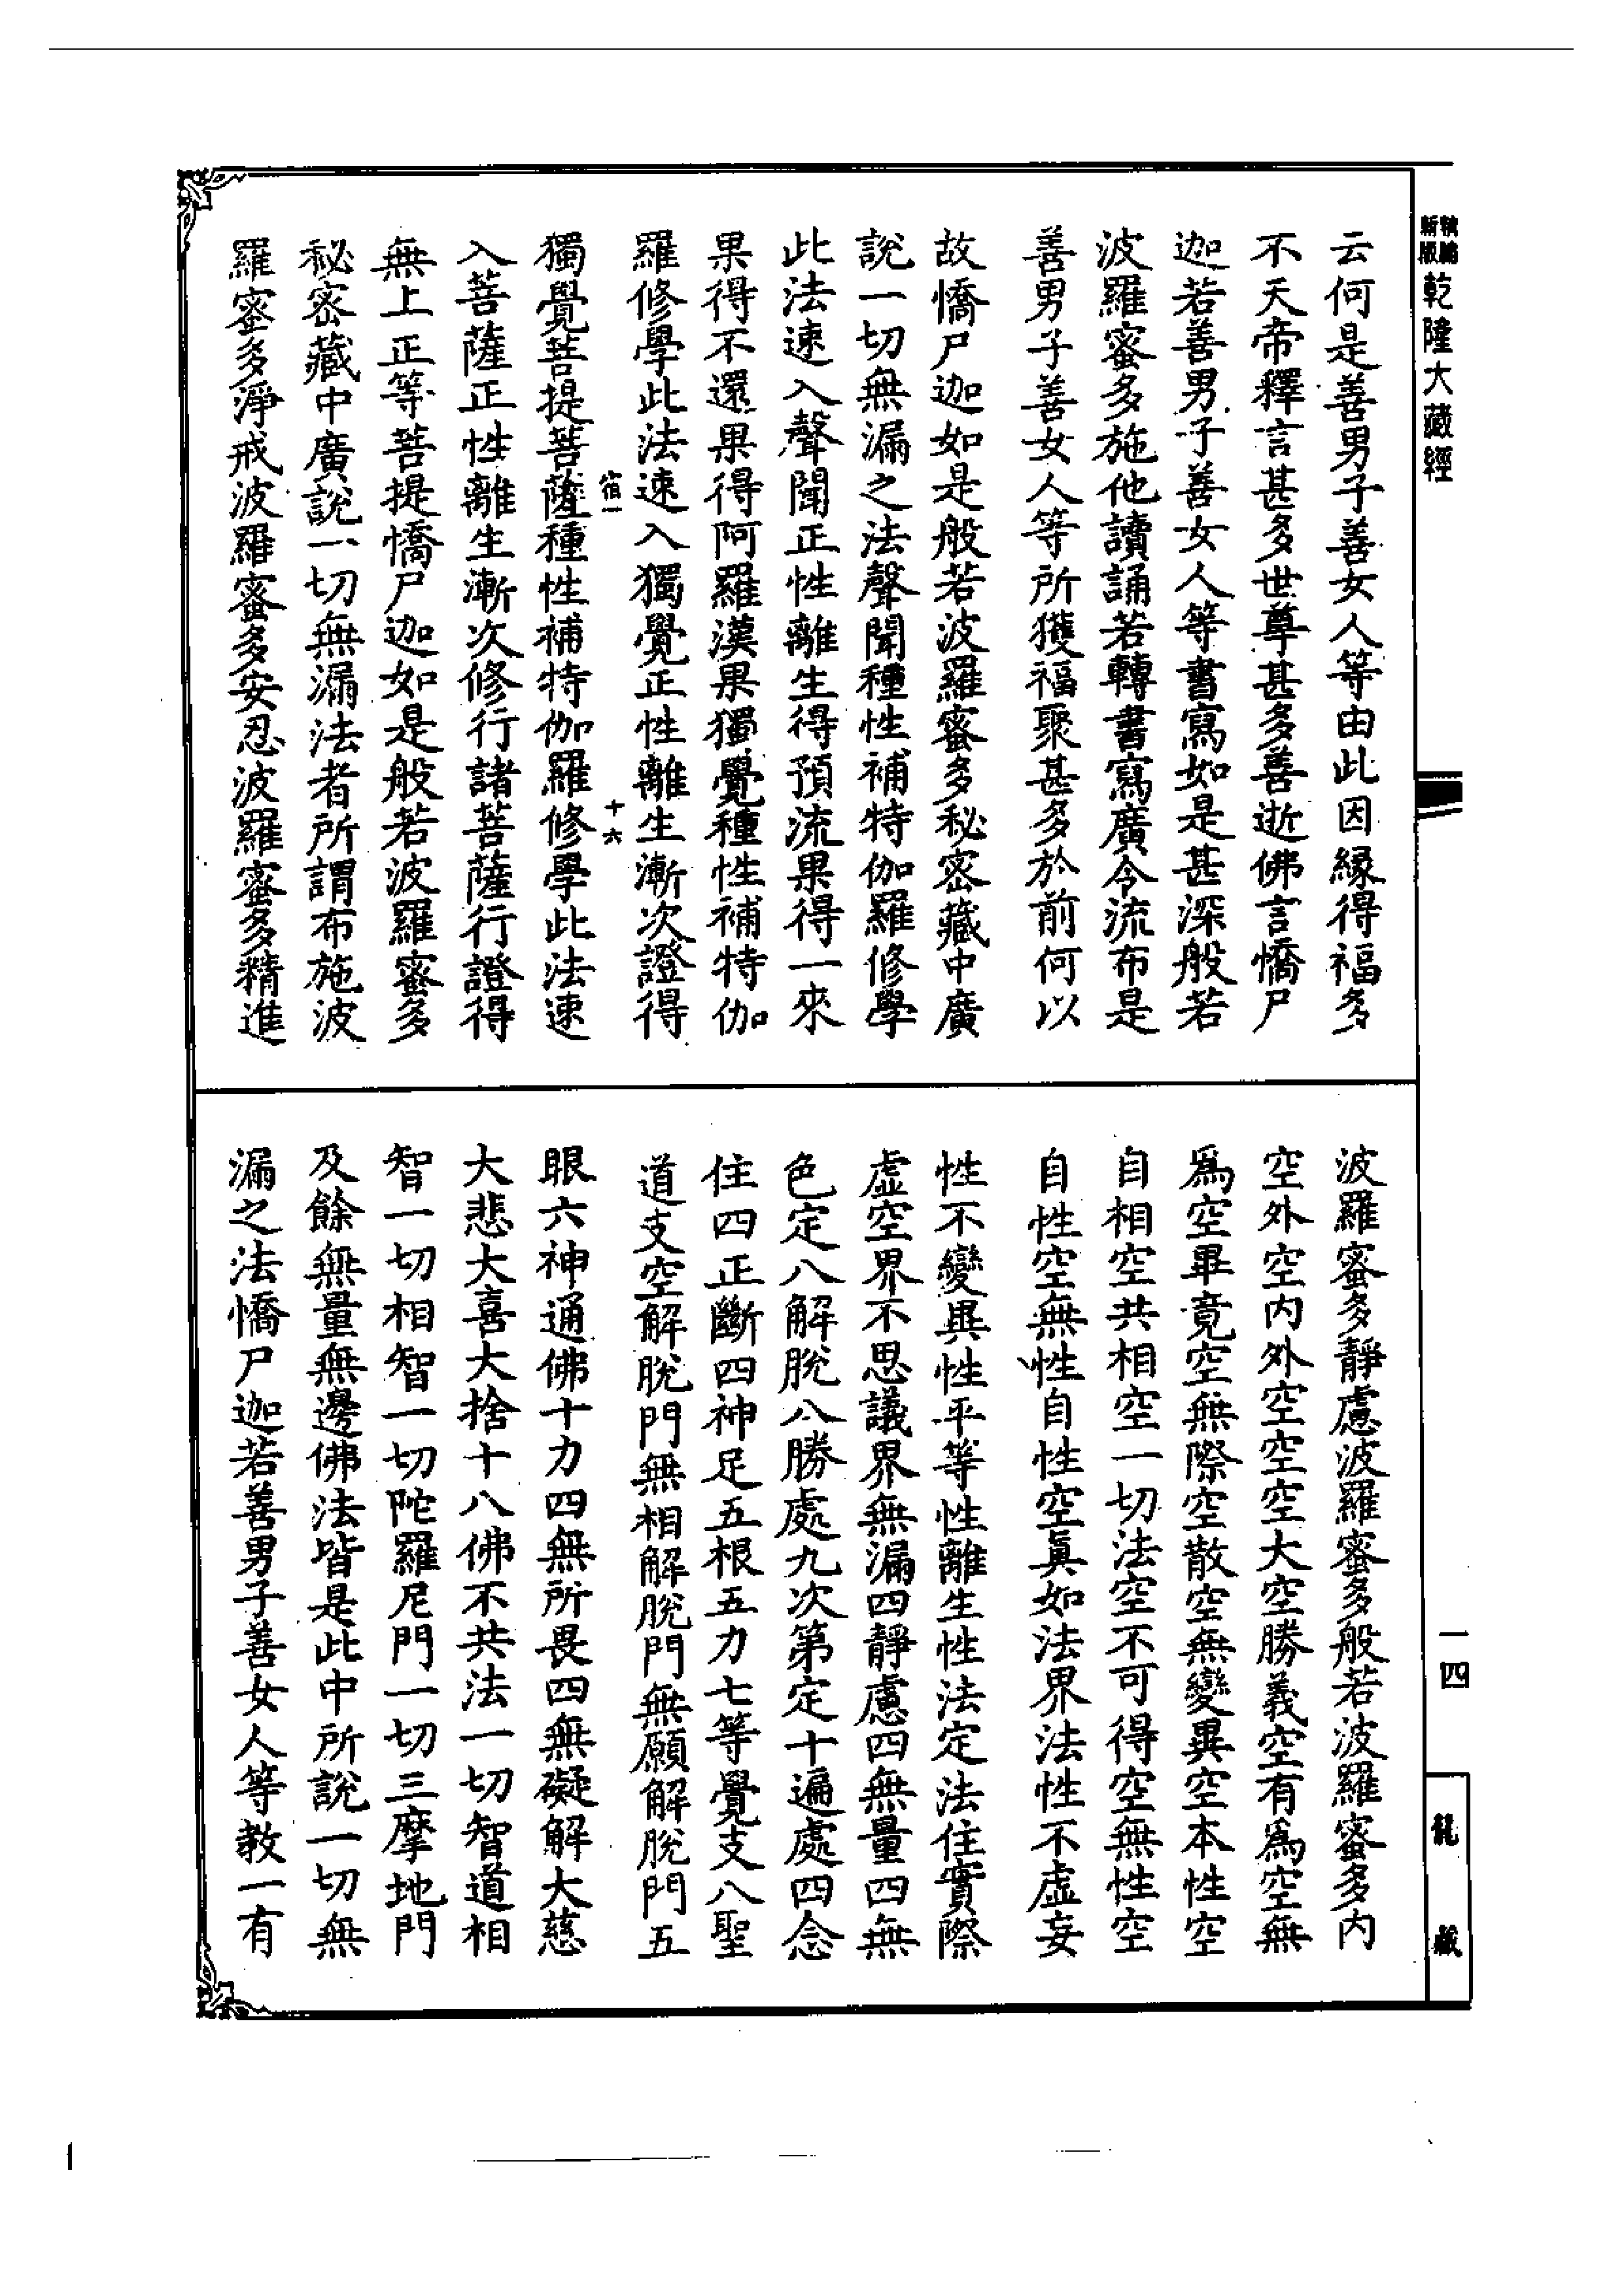 新版精編乾隆大藏經
云何是善男子善女人等由此因緣得福多
不天帝釋言甚多世尊甚多善逝佛言憍尸
迦若善男子善女人等書寫如是甚深般若
波羅蜜多施他讀誦若轉書寫廣令流布是
善男子善女人等所獲福聚甚多於前何以
故憍尸迦如是般若波羅蜜多秘密藏中廣
說一切無漏之法聲聞種性補特伽羅修學
此法速入聲聞正性離生得預流果得一來
果得不還果得阿羅漢果獨覺種性補特伽
羅修學此法速入獨覺正性離生漸次證得
宿一 十六
獨覺菩提菩薩種性補特伽羅修學此法速
入菩薩正性離生漸次修行諸菩薩行證得
無上正等菩提憍尸迦如是般若波羅蜜多
秘密藏中廣說一切無漏法者所謂布施波
羅蜜多淨戒波羅蜜多安忍波羅蜜多精進
波羅蜜多靜慮波羅蜜多般若波羅蜜多內
空外空內外空空空大空勝義空有為空無
為空畢竟空無際空散空無變異空本性空
自相空共相空一切法空不可得空無性空
自性空無性自性空真如法界法性不虛妄
性不變異性平等性離生性法定法住實際
虛空界不思議界無漏四靜慮四無量四無
色定八解脫八勝處九次第定十遍處四念
住四正斷四神足五根五力七等覺支八聖
道支空解脫門無相解脫門無願解脫門五
眼六神通佛十力四無所畏四無礙解大慈
大悲大喜大捨十八佛不共法一切智道相
智一切相智一切陀羅尼門一切三摩地門
及餘無量無邊佛法皆是此中所說一切無
漏之法憍尸迦若善男子善女人等教一有
一四
龍藏